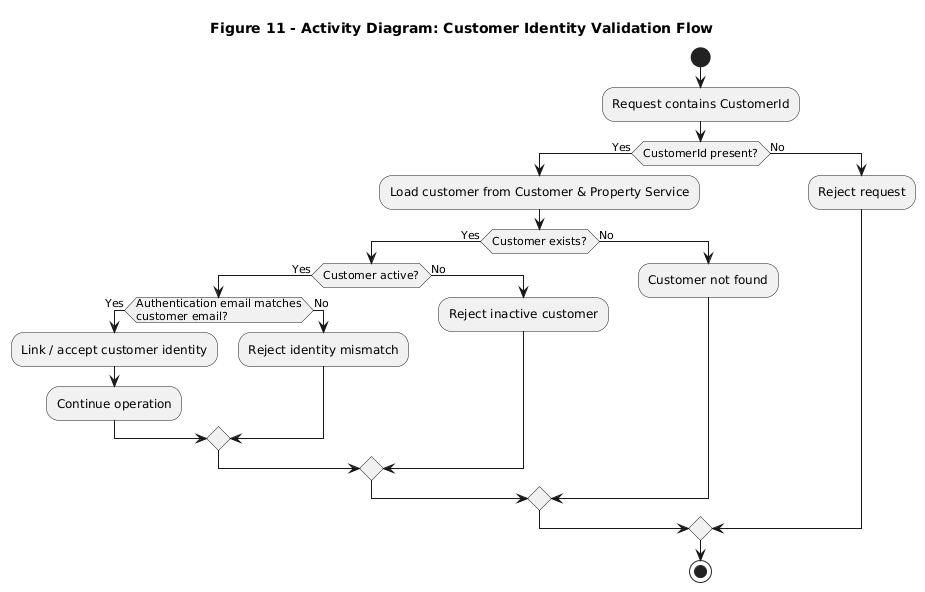 Figure 11 - Activity Diagram: Customer Identity Validation Flow
Request contains CustomerId
Yes
CustomerId present?
No
Load customer from Customer & Property Service
Reject request
Yes
Customer exists?
No
Yes
Customer active?
No
Customer not found
Yes
Authentication email matches
customer email?
No
Reject inactive customer
Link / accept customer identity
Reject identity mismatch
Continue operation